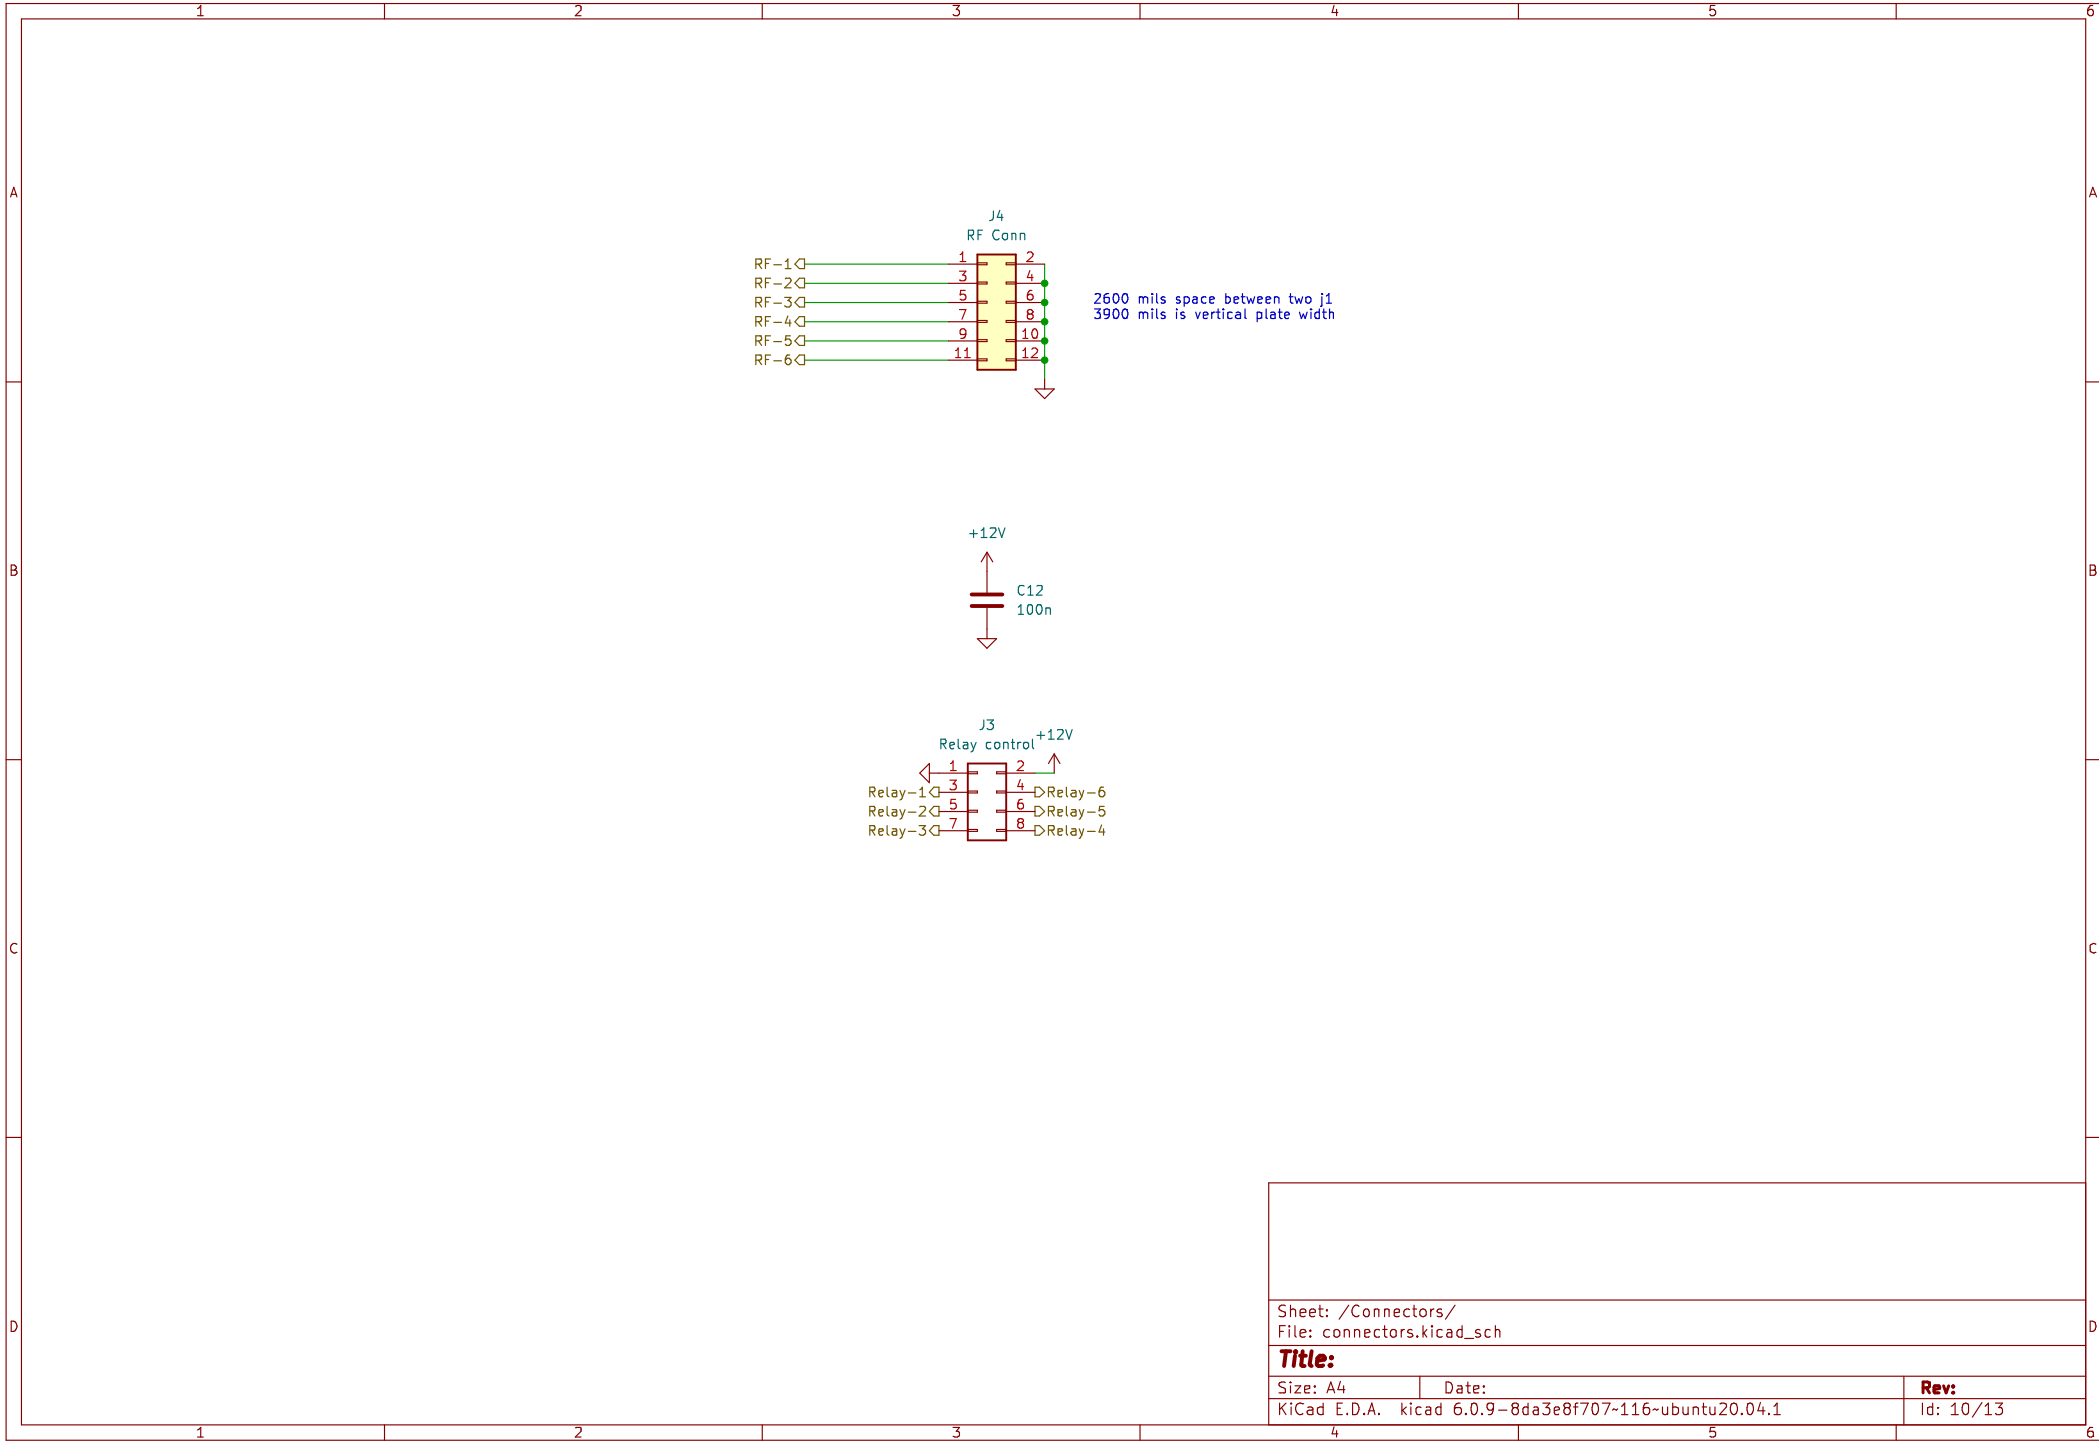 1 2 3 4 5 6
A A
J4
RF Conn
RF-1 1 2
RF-2 3 4
RF-3 5 6
RF-4 7 8
RF-5 9 10
RF-6 11 12
2600 mils space between two j1
3900 mils is vertical plate width
+12V
B B
C12
100n
J3
Relay control
+12V
1 2
Relay-1 3 4 Relay-6
Relay-2 5 6 Relay-5
Relay-3 7 8 Relay-4
C C
Sheet: /Connectors/
File: connectors.kicad_sch
D D
Title:
Size: A4 Date: Rev:
KiCad E.D.A. kicad 6.0.9-8da3e8f707~116~ubuntu20.04.1 Id: 10/13
1 2 3 4 5 6